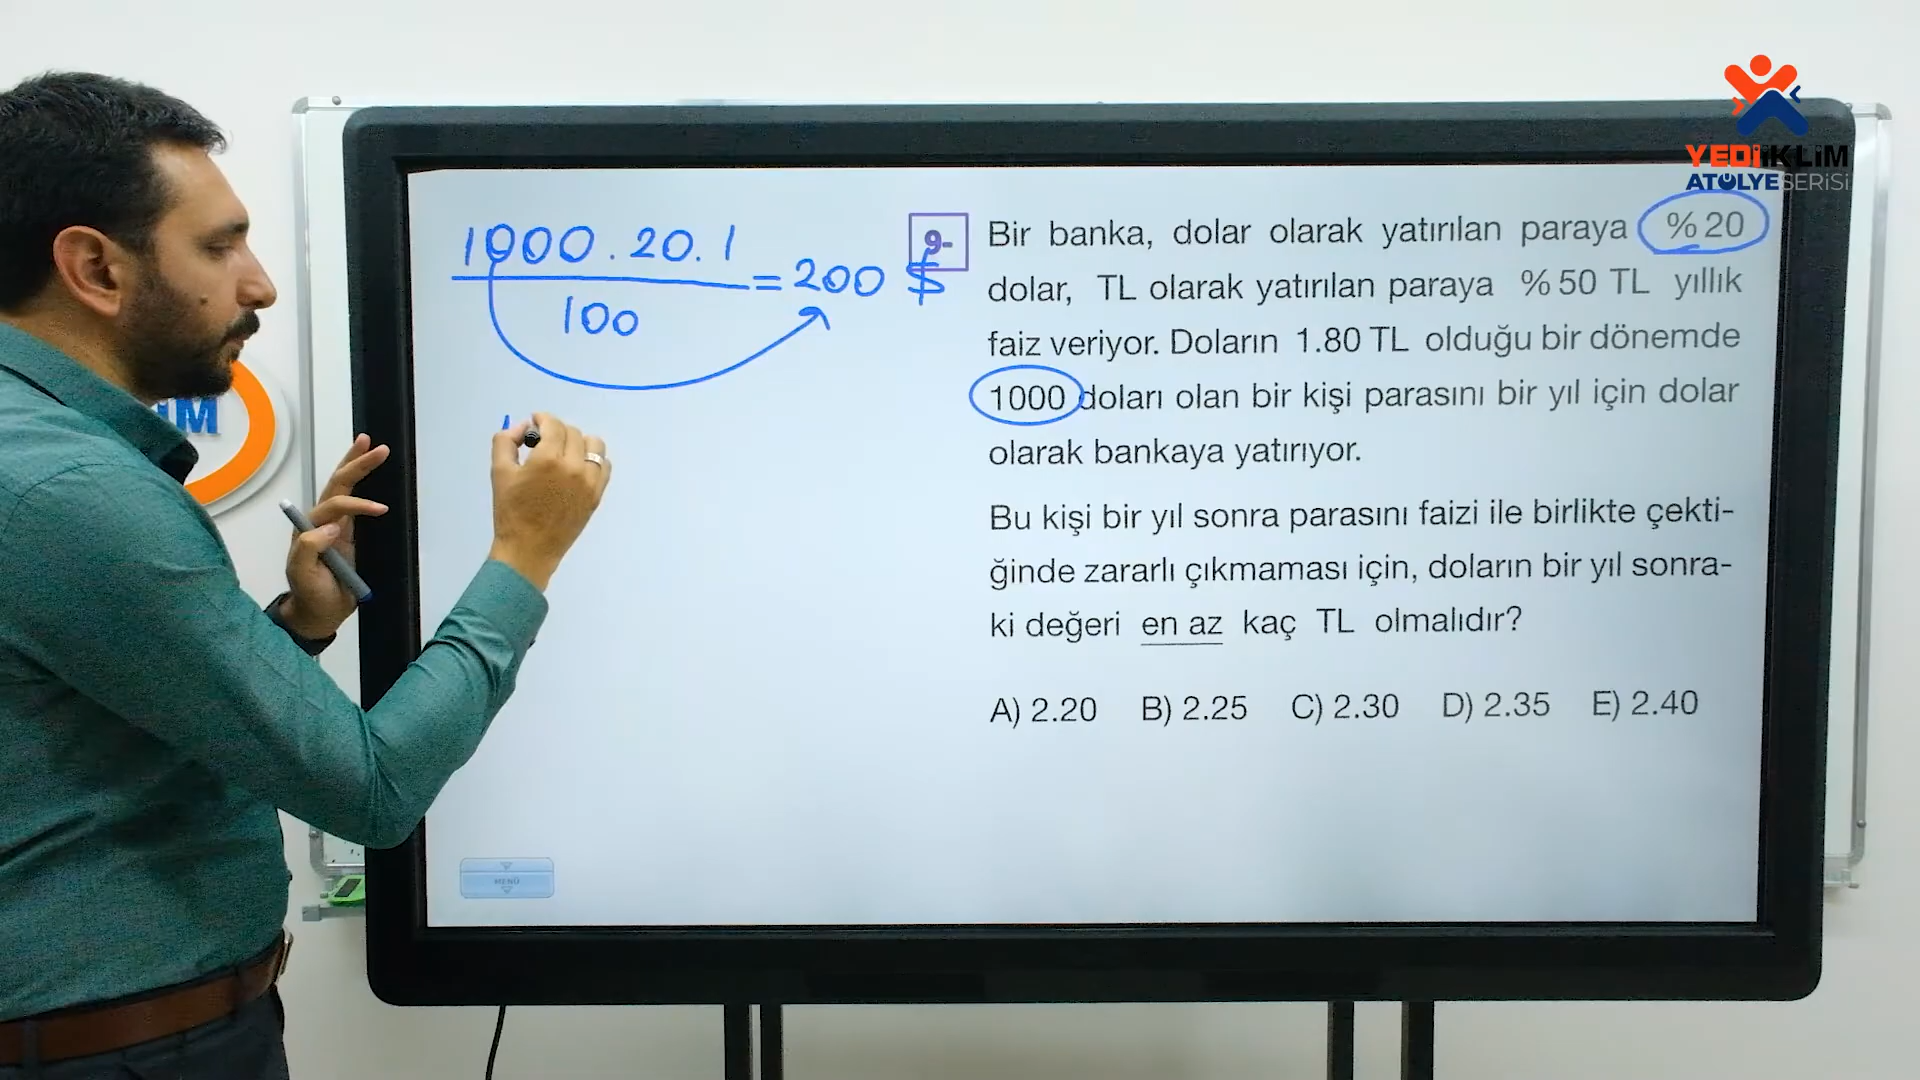 YEDİİKLİM
ATÖLYESERİSİ
1000.20.1
100
= 200 $
9-
Bir banka, dolar olarak yatırılan paraya %20
dolar, TL olarak yatırılan paraya %50 TL yıllık
faiz veriyor. Doların 1.80 TL olduğu bir dönemde
1000 doları olan bir kişi parasını bir yıl için dolar
olarak bankaya yatırıyor.
Bu kişi bir yıl sonra parasını faizi ile birlikte çekti-
ğinde zararlı çıkmaması için, doların bir yıl sonra-
ki değeri en az kaç TL olmalıdır?
A) 2.20 B) 2.25 C) 2.30 D) 2.35 E) 2.40
MENÜ